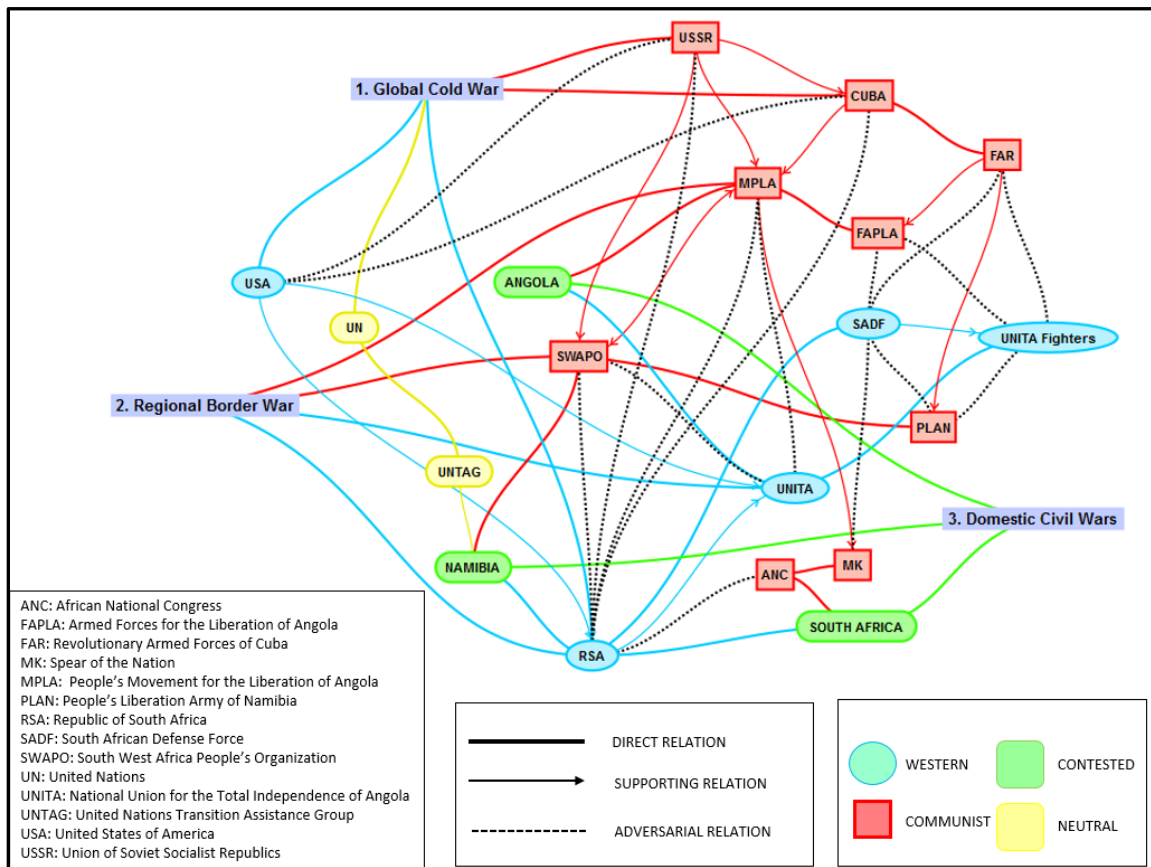 USSR
1. Global Cold War
CUBA
FAR
MPLA
FAPLA
USA
ANGOLA
UN
SADF
UNITA Fighters
SWAPO
2. Regional Border War
PLAN
UNTAG
UNITA
3. Domestic Civil Wars
NAMIBIA
ANC
MK
SOUTH AFRICA
RSA
ANC: African National Congress
FAPLA: Armed Forces for the Liberation of Angola
FAR: Revolutionary Armed Forces of Cuba
MK: Spear of the Nation
MPLA: People's Movement for the Liberation of Angola
PLAN: People's Liberation Army of Namibia
RSA: Republic of South Africa
SADF: South African Defense Force
SWAPO: South West Africa People's Organization
UN: United Nations
UNITA: National Union for the Total Independence of Angola
UNTAG: United Nations Transition Assistance Group
USA: United States of America
USSR: Union of Soviet Socialist Republics
DIRECT RELATION
SUPPORTING RELATION
ADVERSARIAL RELATION
WESTERN
CONTESTED
COMMUNIST
NEUTRAL